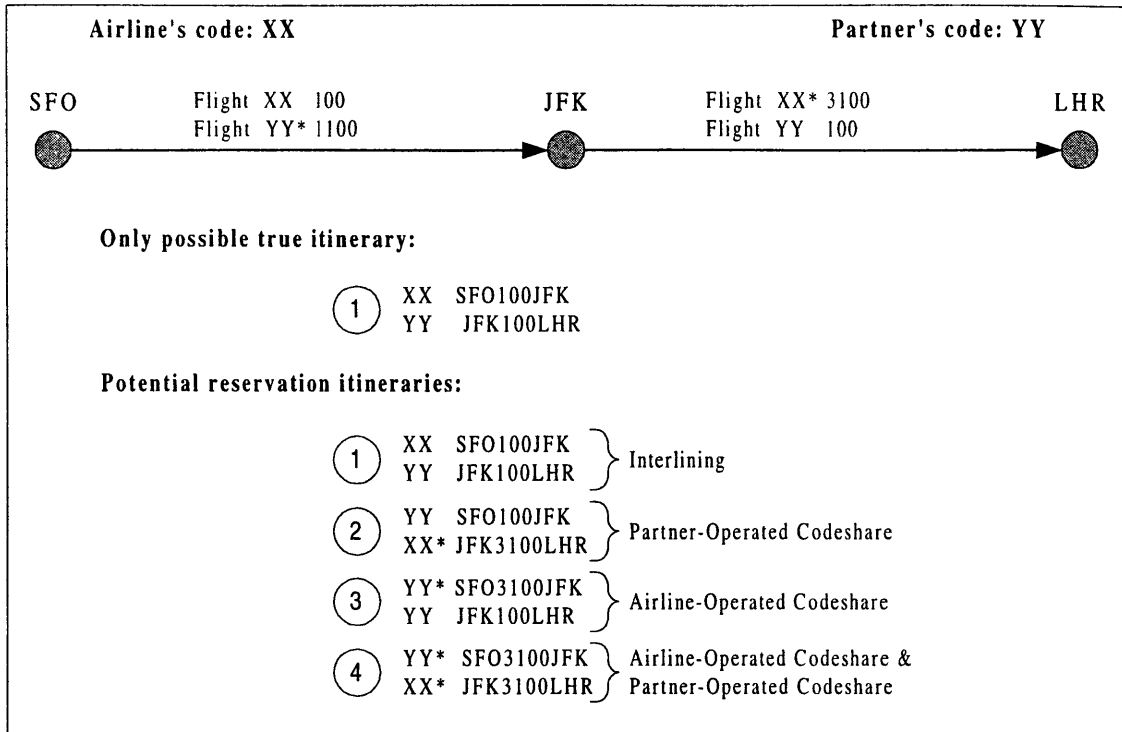 Airline's code: XX Partner's code: YY
SFO Flight XX 100 JFK Flight XX* 3100 LHR
Flight YY* 1100 Flight YY 100
Only possible true itinerary:
1 XX SFO100JFK
YY JFK100LHR
Potential reservation itineraries:
1 XX SFO100JFK
YY JFK100LHR
Interlining
2 YY SFO100JFK
XX* JFK3100LHR
Partner-Operated Codeshare
3 YY* SFO3100JFK
YY JFK100LHR
Airline-Operated Codeshare
4 YY* SFO3100JFK Airline-Operated Codeshare &
XX* JFK3100LHR Partner-Operated Codeshare